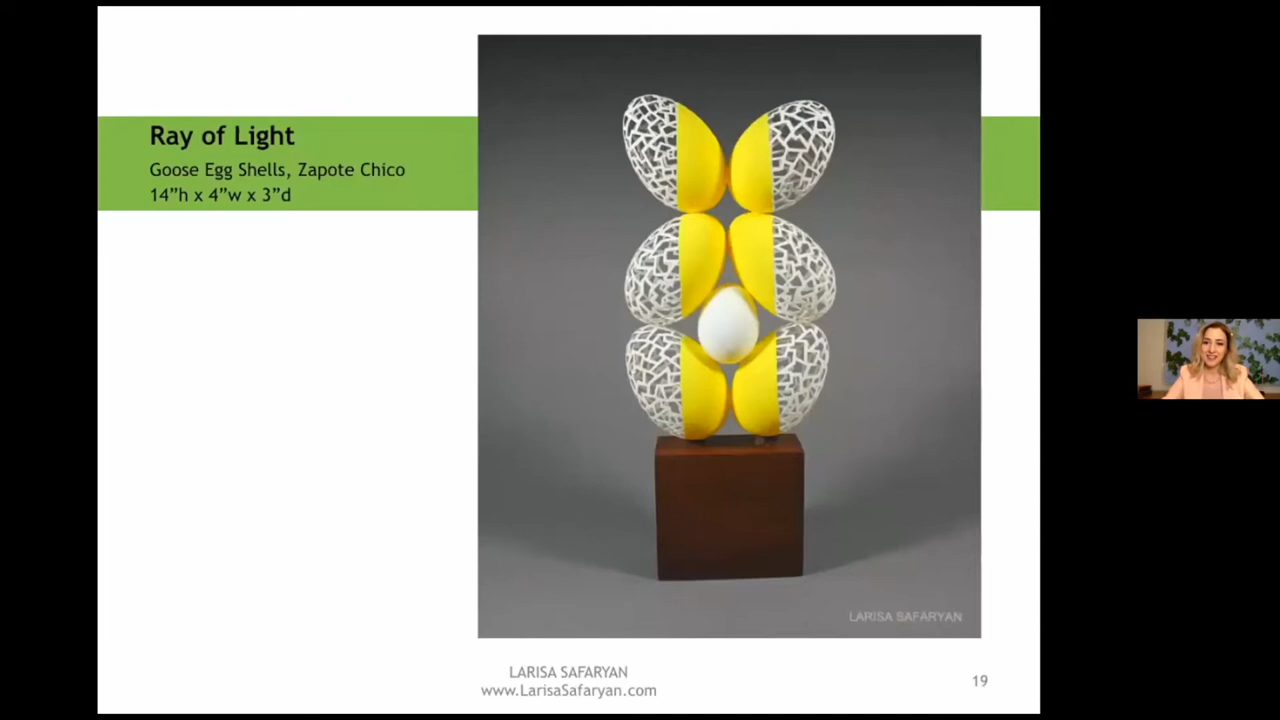 Ray of Light
Goose Egg Shells, Zapote Chico
14”h x 4”w x 3”d
LARISA SAFARYAN
LARISA SAFARYAN
www.LarisaSafaryan.com
19